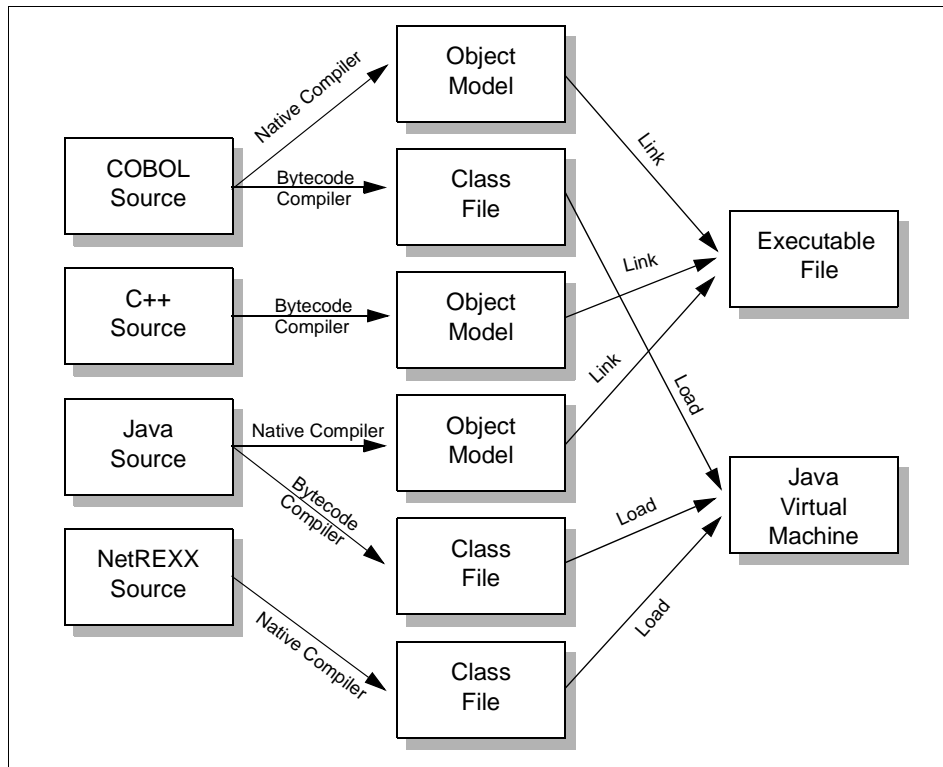 Object
Model
Native Compiler
Link
COBOL
Source
Bytecode
Compiler
Class
File
Executable
File
C++
Source
Bytecode
Compiler
Object
Model
Link
Link
Load
Java
Source
Native Compiler
Object
Model
Bytecode
Compiler
Java
Virtual
Machine
Load
NetREXX
Source
Class
File
Native Compiler
Load
Class
File